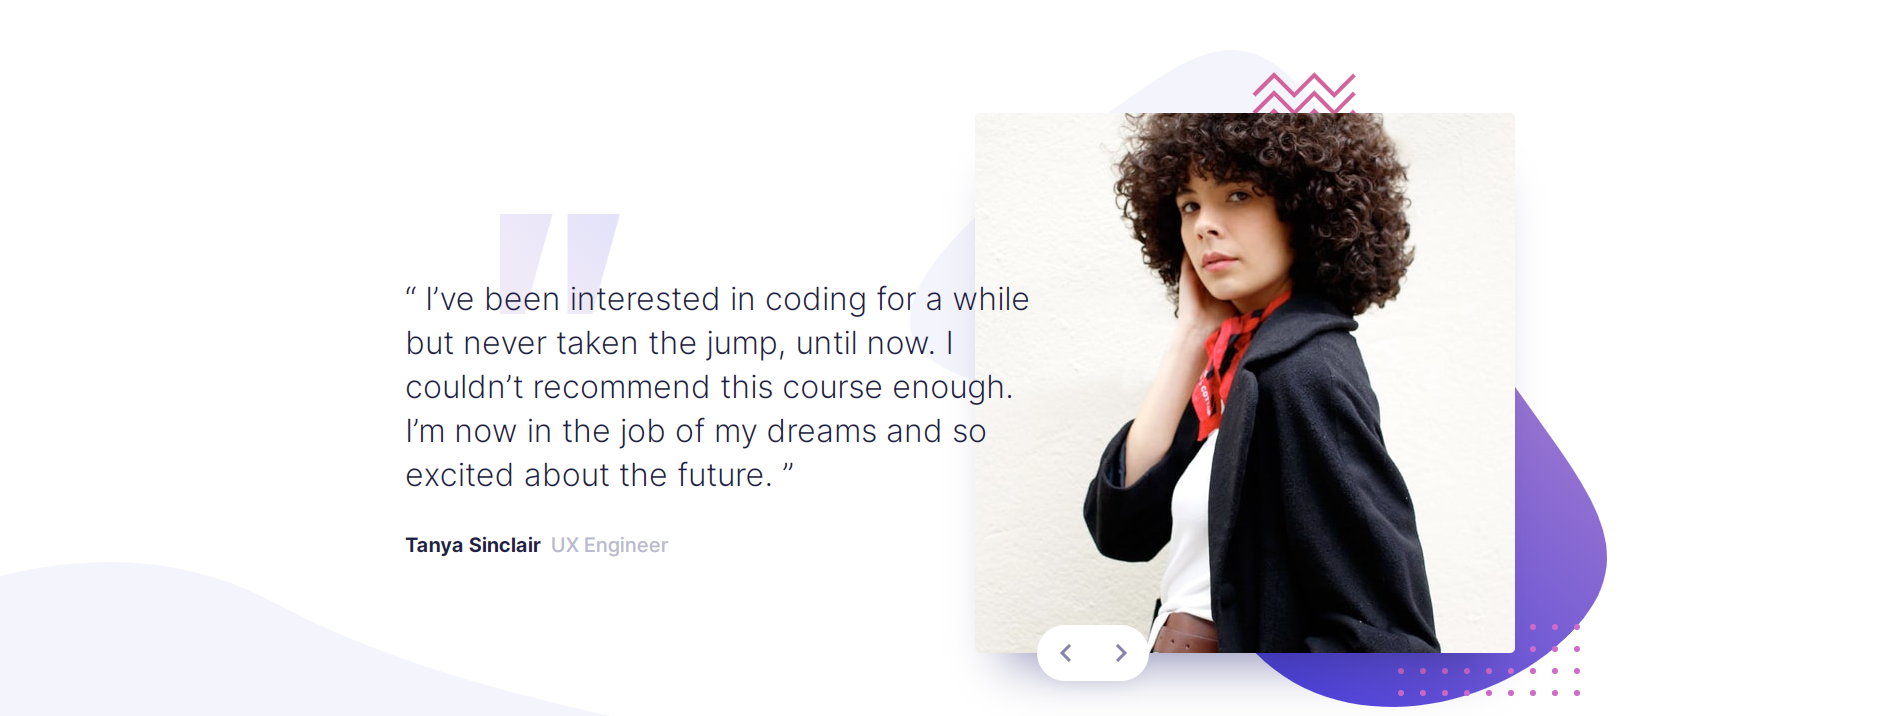 “ I’ve been interested in coding for a while
but never taken the jump, until now. I
couldn’t recommend this course enough.
I’m now in the job of my dreams and so
excited about the future. ”
Tanya Sinclair UX Engineer